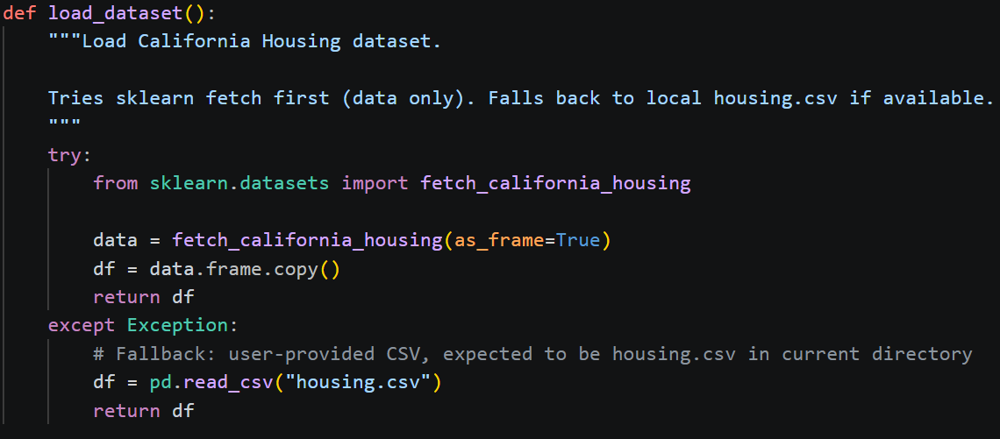 def load_dataset():
    """Load California Housing dataset.

    Tries sklearn fetch first (data only). Falls back to local housing.csv if available.
    """
    try:
        from sklearn.datasets import fetch_california_housing

        data = fetch_california_housing(as_frame=True)
        df = data.frame.copy()
        return df
    except Exception:
        # Fallback: user-provided CSV, expected to be housing.csv in current directory
        df = pd.read_csv("housing.csv")
        return df